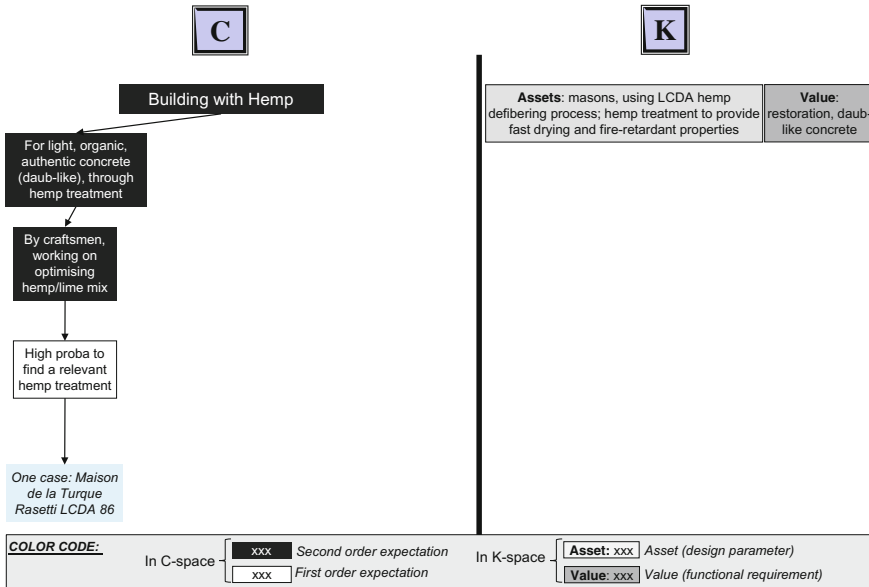 C
K
Building with Hemp
Assets: masons, using LCDA hemp
defibering process; hemp treatment to provide
fast drying and fire-retardant properties
Value:
restoration, daub-
like concrete
For light, organic,
authentic concrete
(daub-like), through
hemp treatment
By craftsmen,
working on
optimising
hemp/lime mix
High proba to
find a relevant
hemp treatment
One case: Maison
de la Turque
Rasetti LCDA 86
COLOR CODE:
In C-space
xxx Second order expectation
xxx First order expectation
In K-space
Asset: xxx Asset (design parameter)
Value: xxx Value (functional requirement)